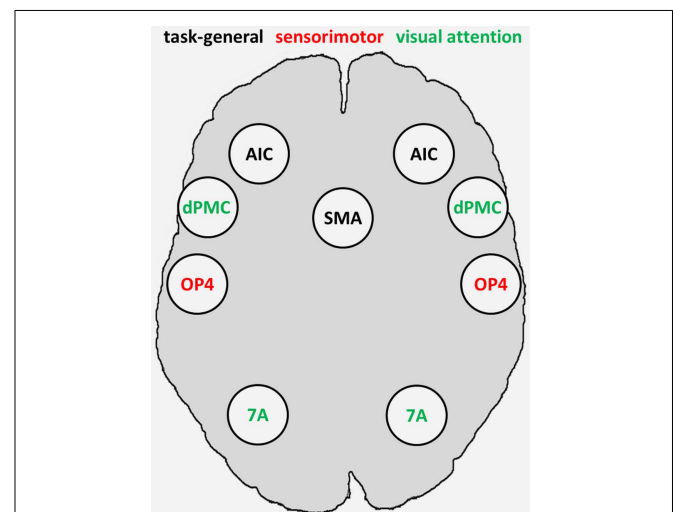 task-general sensorimotor visual attention
AIC AIC
dPMC SMA dPMC
OP4 OP4
7A 7A